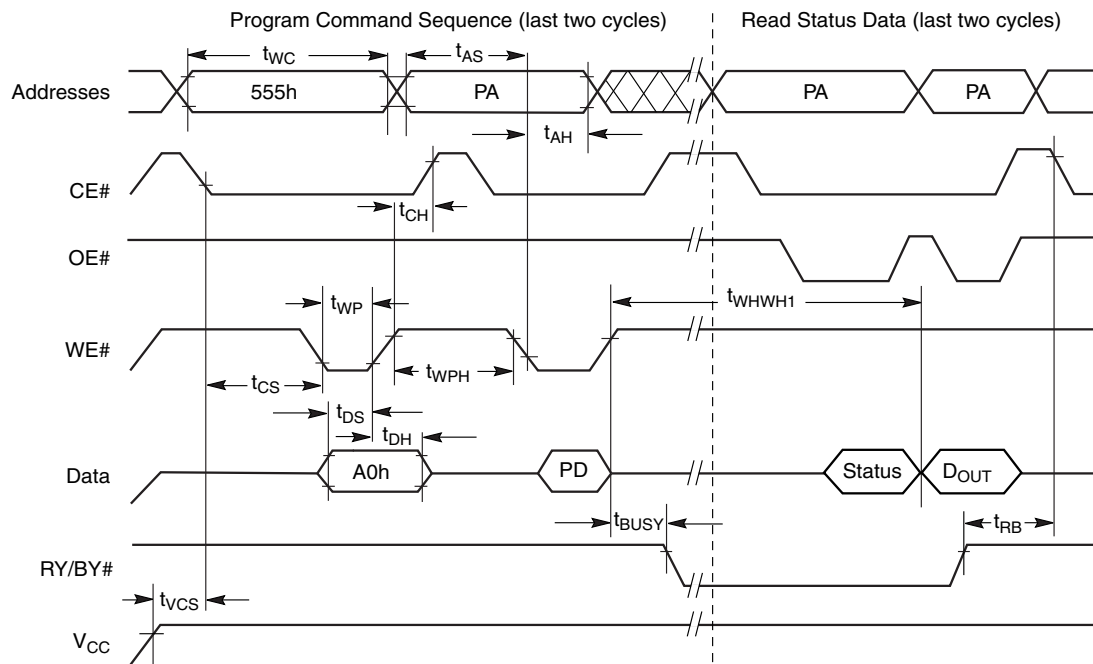 Program Command Sequence (last two cycles)
Read Status Data (last two cycles)
tWC
tAS
Addresses
555h
PA
PA
PA
tAH
CE#
tCH
OE#
tWP
tWHWH1
WE#
tCS
tWPH
tDS
tDH
Data
A0h
PD
Status
DOUT
tBUSY
tRB
RY/BY#
tVCS
VCC